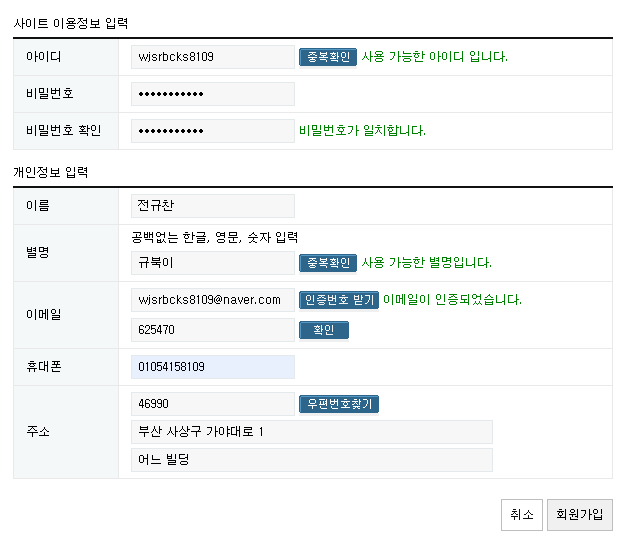 사이트 이용정보 입력
아이디 wjsrbcks8109 중복확인 사용 가능한 아이디 입니다.
비밀번호 •••••••••••
비밀번호 확인 ••••••••••• 비밀번호가 일치합니다.
개인정보 입력
이름 전규찬
공백없는 한글, 영문, 숫자 입력
별명 규북이 중복확인 사용 가능한 별명입니다.
이메일 wjsrbcks8109@naver.com 인증번호 받기 이메일이 인증되었습니다.
625470 확인
휴대폰 01054158109
46990 우편번호찾기
주소 부산 사상구 가야대로 1
어느 빌딩
취소 회원가입